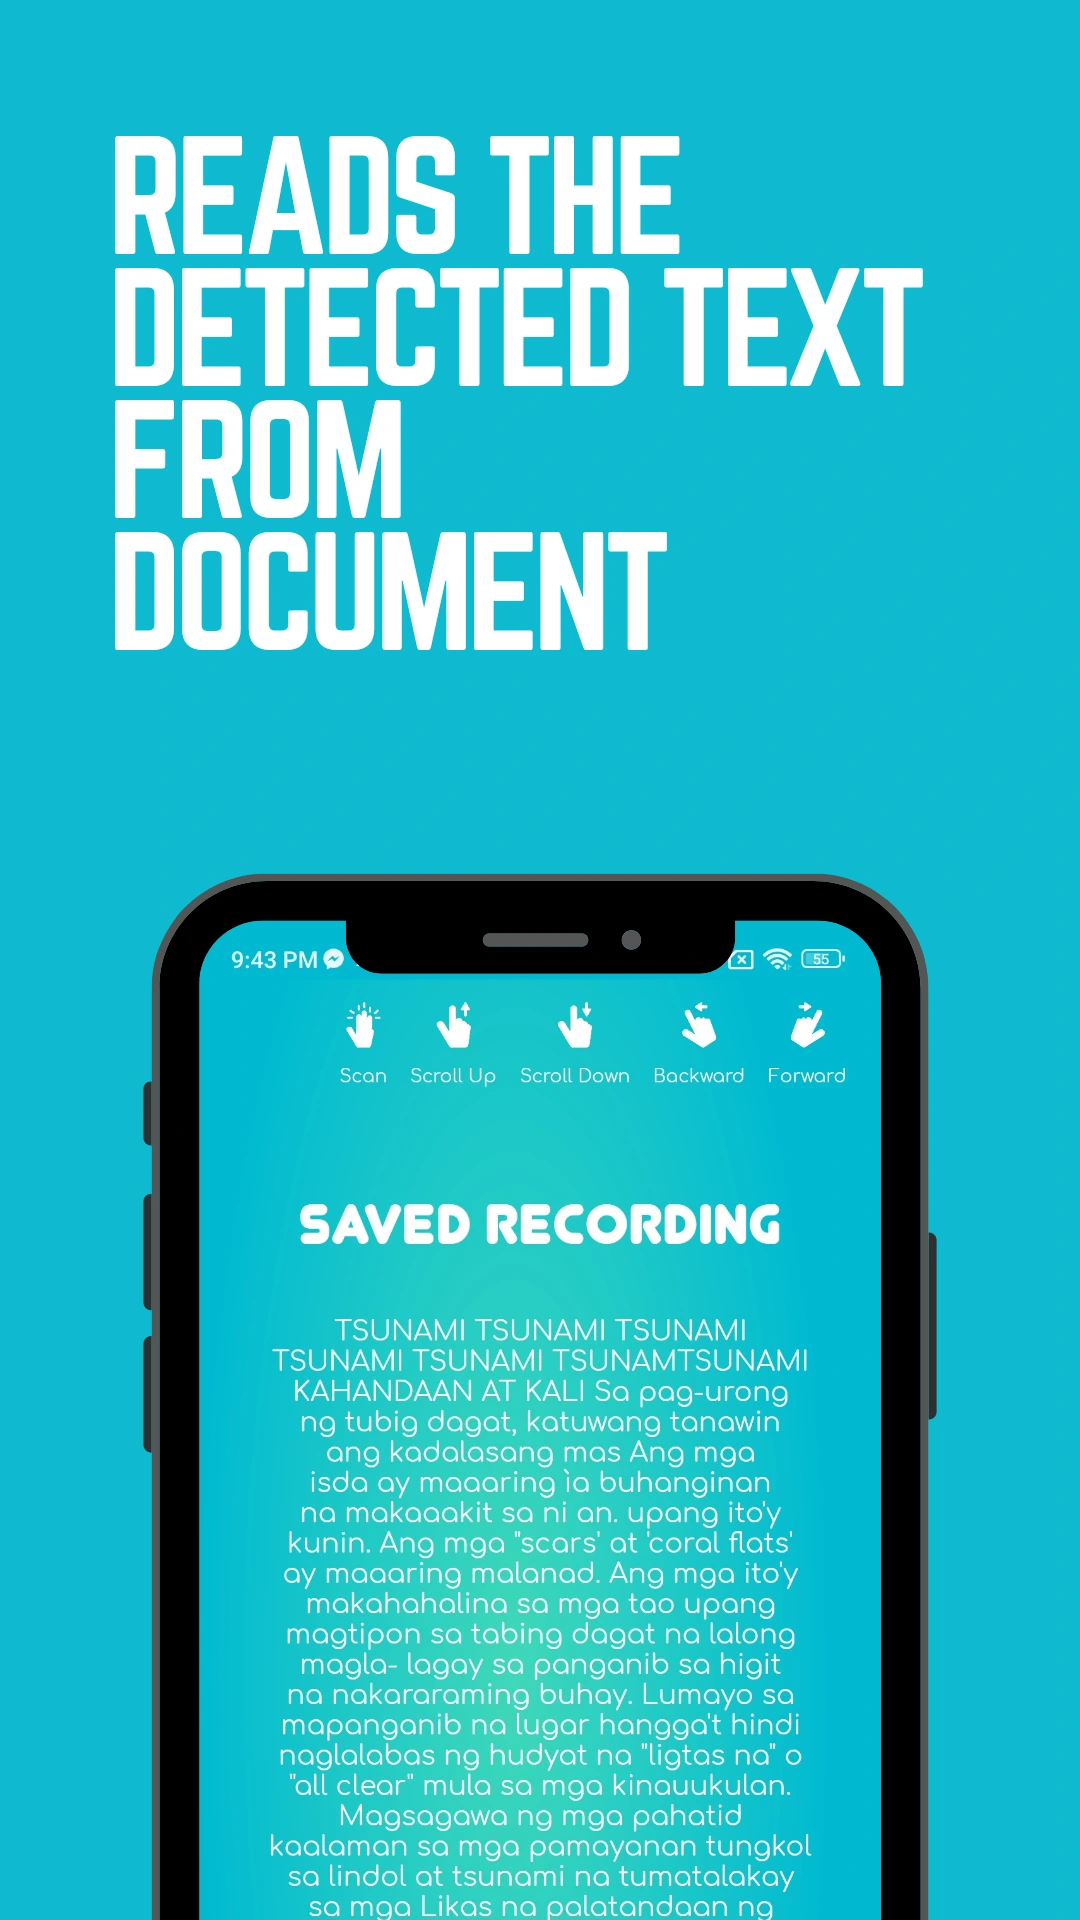 READS THE
DETECTED TEXT
FROM
DOCUMENT
9:43 PM
55
Scan
Scroll Up
Scroll Down
Backward
Forward
SAVED RECORDING
TSUNAMI TSUNAMI TSUNAMI
TSUNAMI TSUNAMI TSUNAMTSUNAMI
KAHANDAAN AT KALI Sa pag-urong
ng tubig dagat, katuwang tanawin
ang kadalasang mas Ang mga
isda ay maaaring ìa buhanginan
na makaaakit sa ni an. upang ito'y
kunin. Ang mga "scars' at 'coral flats'
ay maaaring malanad. Ang mga ito'y
makahahalina sa mga tao upang
magtipon sa tabing dagat na lalong
magla- lagay sa panganib sa higit
na nakararaming buhay. Lumayo sa
mapanganib na lugar hangga't hindi
naglalabas ng hudyat na "ligtas na" o
"all clear" mula sa mga kinauukulan.
Magsagawa ng mga pahatid
kaalaman sa mga pamayanan tungkol
sa lindol at tsunami na tumatalakay
sa mga Likas na palatandaan ng